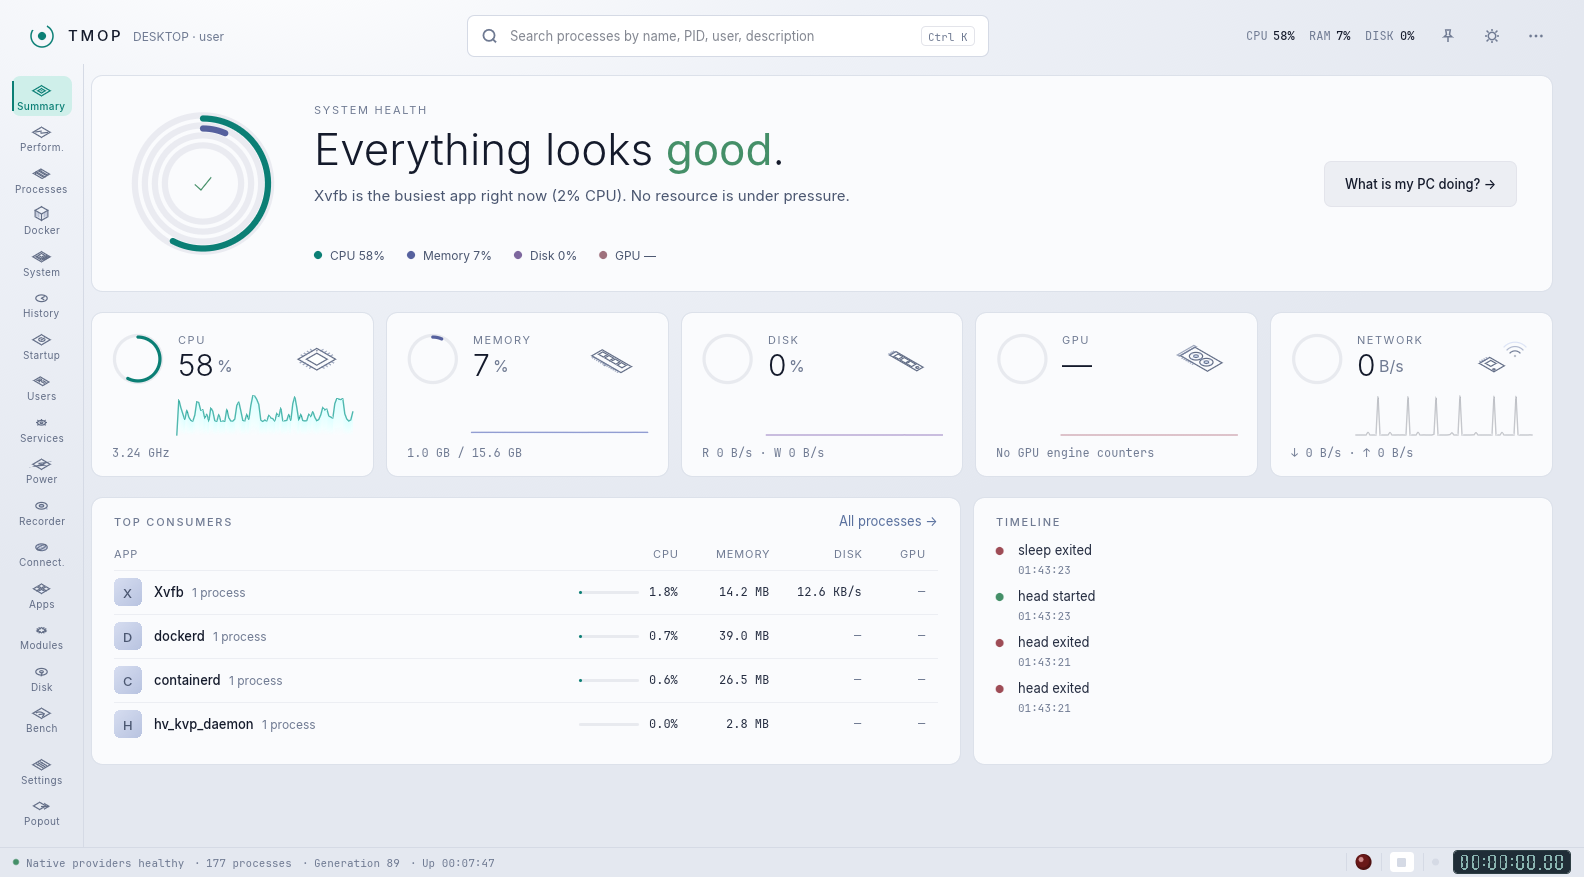 TMOP DESKTOP · user
Search processes by name, PID, user, description Ctrl K
CPU 58% RAM 7% DISK 0%
Summary
Perform.
Processes
Docker
System
History
Startup
Users
Services
Power
Recorder
Connect.
Apps
Modules
Disk
Bench
Settings
Popout
SYSTEM HEALTH
Everything looks good.
Xvfb is the busiest app right now (2% CPU). No resource is under pressure.
What is my PC doing? →
CPU 58% Memory 7% Disk 0% GPU —
CPU
58 %
3.24 GHz
MEMORY
7 %
1.0 GB / 15.6 GB
DISK
0 %
R 0 B/s · W 0 B/s
GPU
—
No GPU engine counters
NETWORK
0 B/s
↓ 0 B/s · ↑ 0 B/s
TOP CONSUMERS All processes →
APP CPU MEMORY DISK GPU
X Xvfb 1 process 1.8% 14.2 MB 12.6 KB/s —
D dockerd 1 process 0.7% 39.0 MB — —
C containerd 1 process 0.6% 26.5 MB — —
H hv_kvp_daemon 1 process 0.0% 2.8 MB — —
TIMELINE
sleep exited
01:43:23
head started
01:43:23
head exited
01:43:21
head exited
01:43:21
Native providers healthy · 177 processes · Generation 89 · Up 00:07:47
00:00:00.00